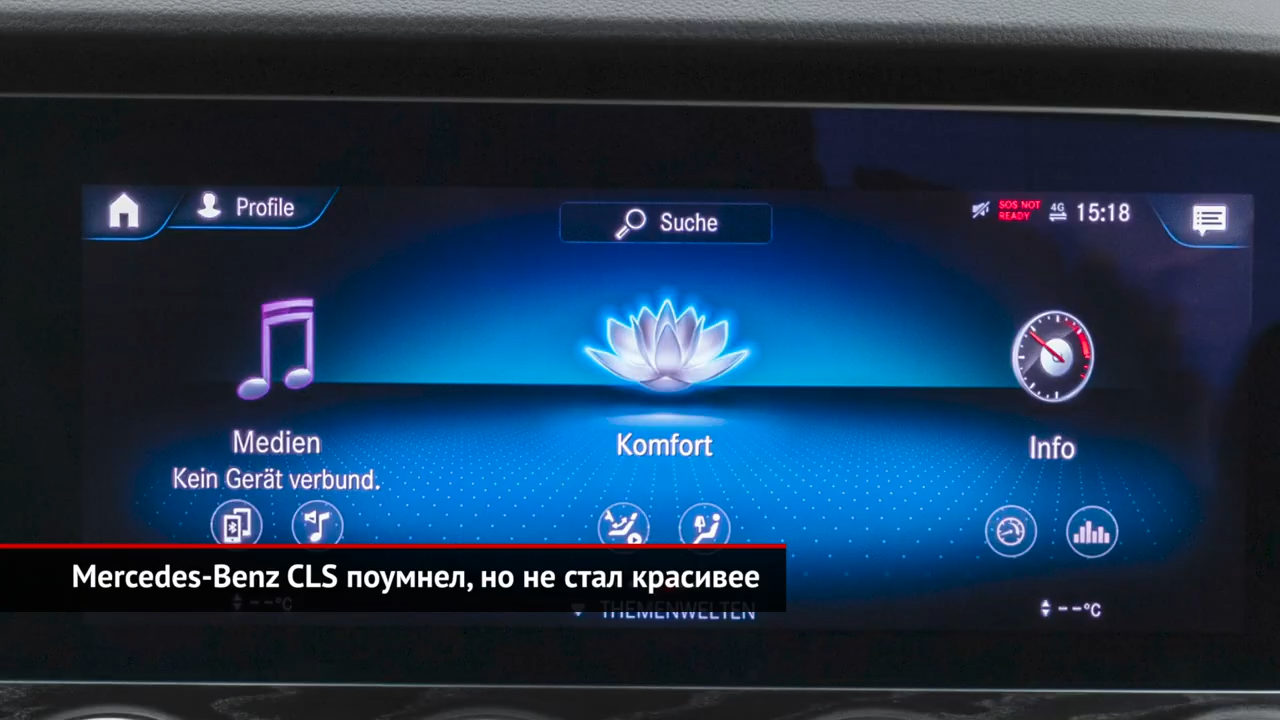 Profile
Suche
SOS NOT
READY
4G
15:18
Medien
Komfort
Info
Kein Gerät verbund.
Mercedes-Benz CLS поумнел, но не стал красивее
--°C
THEMENWELTEN
--°C